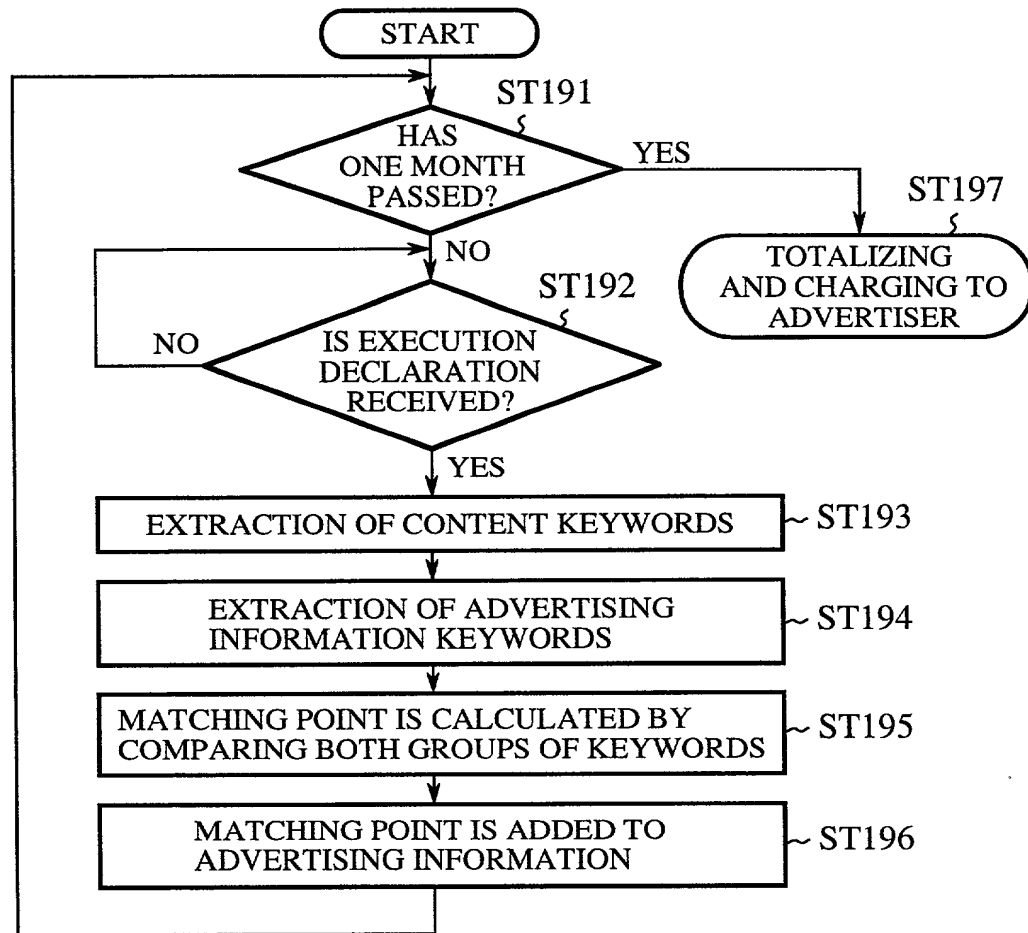 START
ST191
HAS
ONE MONTH
PASSED?
YES
ST197
NO
TOTALIZING
AND CHARGING TO
ADVERTISER
ST192
NO
IS EXECUTION
DECLARATION
RECEIVED?
YES
EXTRACTION OF CONTENT KEYWORDS
ST193
EXTRACTION OF ADVERTISING
INFORMATION KEYWORDS
ST194
MATCHING POINT IS CALCULATED BY
COMPARING BOTH GROUPS OF KEYWORDS
ST195
MATCHING POINT IS ADDED TO
ADVERTISING INFORMATION
ST196